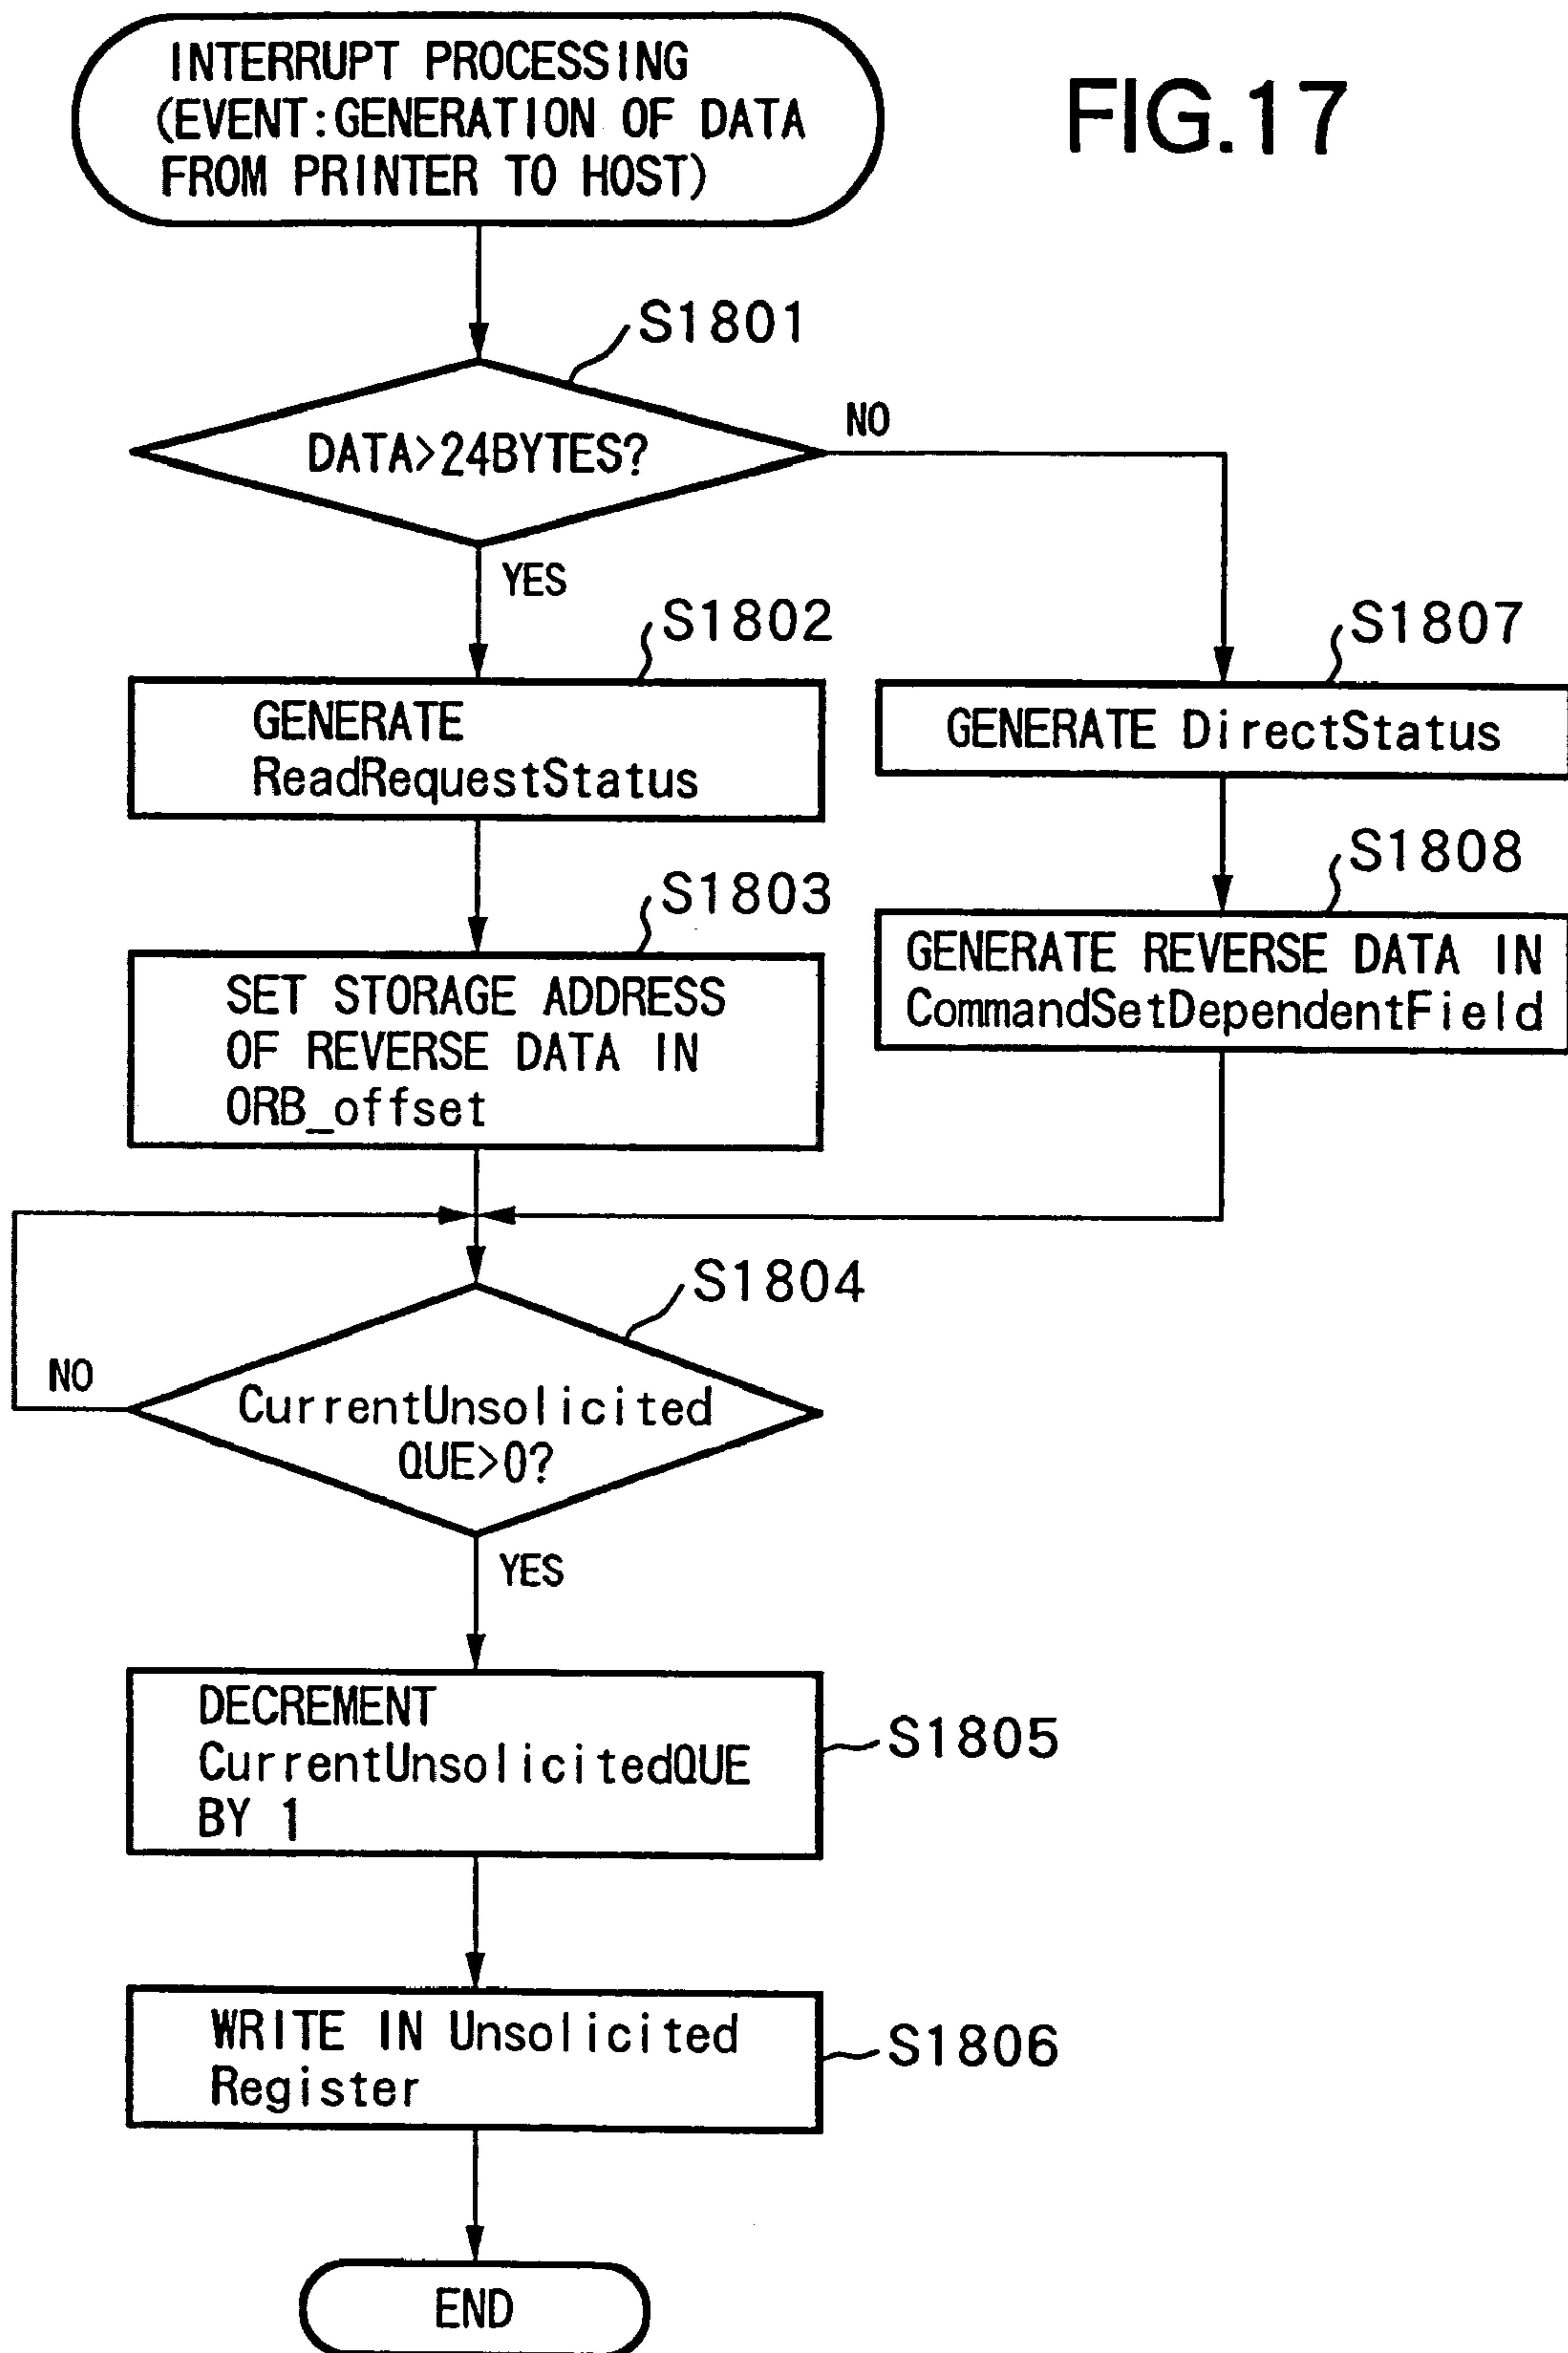 INTERRUPT PROCESSING
(EVENT:GENERATION OF DATA
FROM PRINTER TO HOST)
FIG.17
S1801
DATA>24BYTES?
NO
YES
S1802
GENERATE
ReadRequestStatus
S1807
GENERATE DirectStatus
S1803
SET STORAGE ADDRESS
OF REVERSE DATA IN
ORB_offset
S1808
GENERATE REVERSE DATA IN
CommandSetDependentField
S1804
CurrentUnsolicited
QUE>0?
NO
YES
DECREMENT
CurrentUnsolicitedQUE
BY 1
S1805
WRITE IN Unsolicited
Register
S1806
END